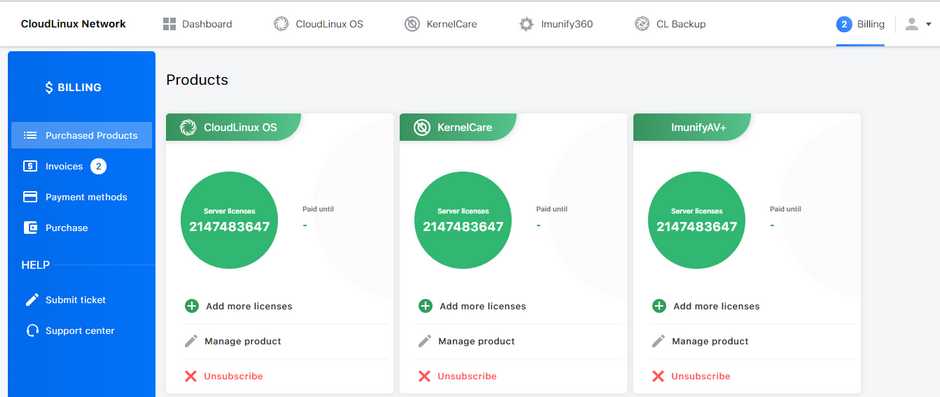 CloudLinux Network
Dashboard
CloudLinux OS
KernelCare
Imunify360
CL Backup
2 Billing
$ BILLING
Purchased Products
Invoices 2
Payment methods
Purchase
HELP
Submit ticket
Support center
Products
CloudLinux OS
Server licenses
2147483647
Paid until
-
Add more licenses
Manage product
Unsubscribe
KernelCare
Server licenses
2147483647
Paid until
-
Add more licenses
Manage product
Unsubscribe
ImunifyAV+
Server licenses
2147483647
Paid until
-
Add more licenses
Manage product
Unsubscribe